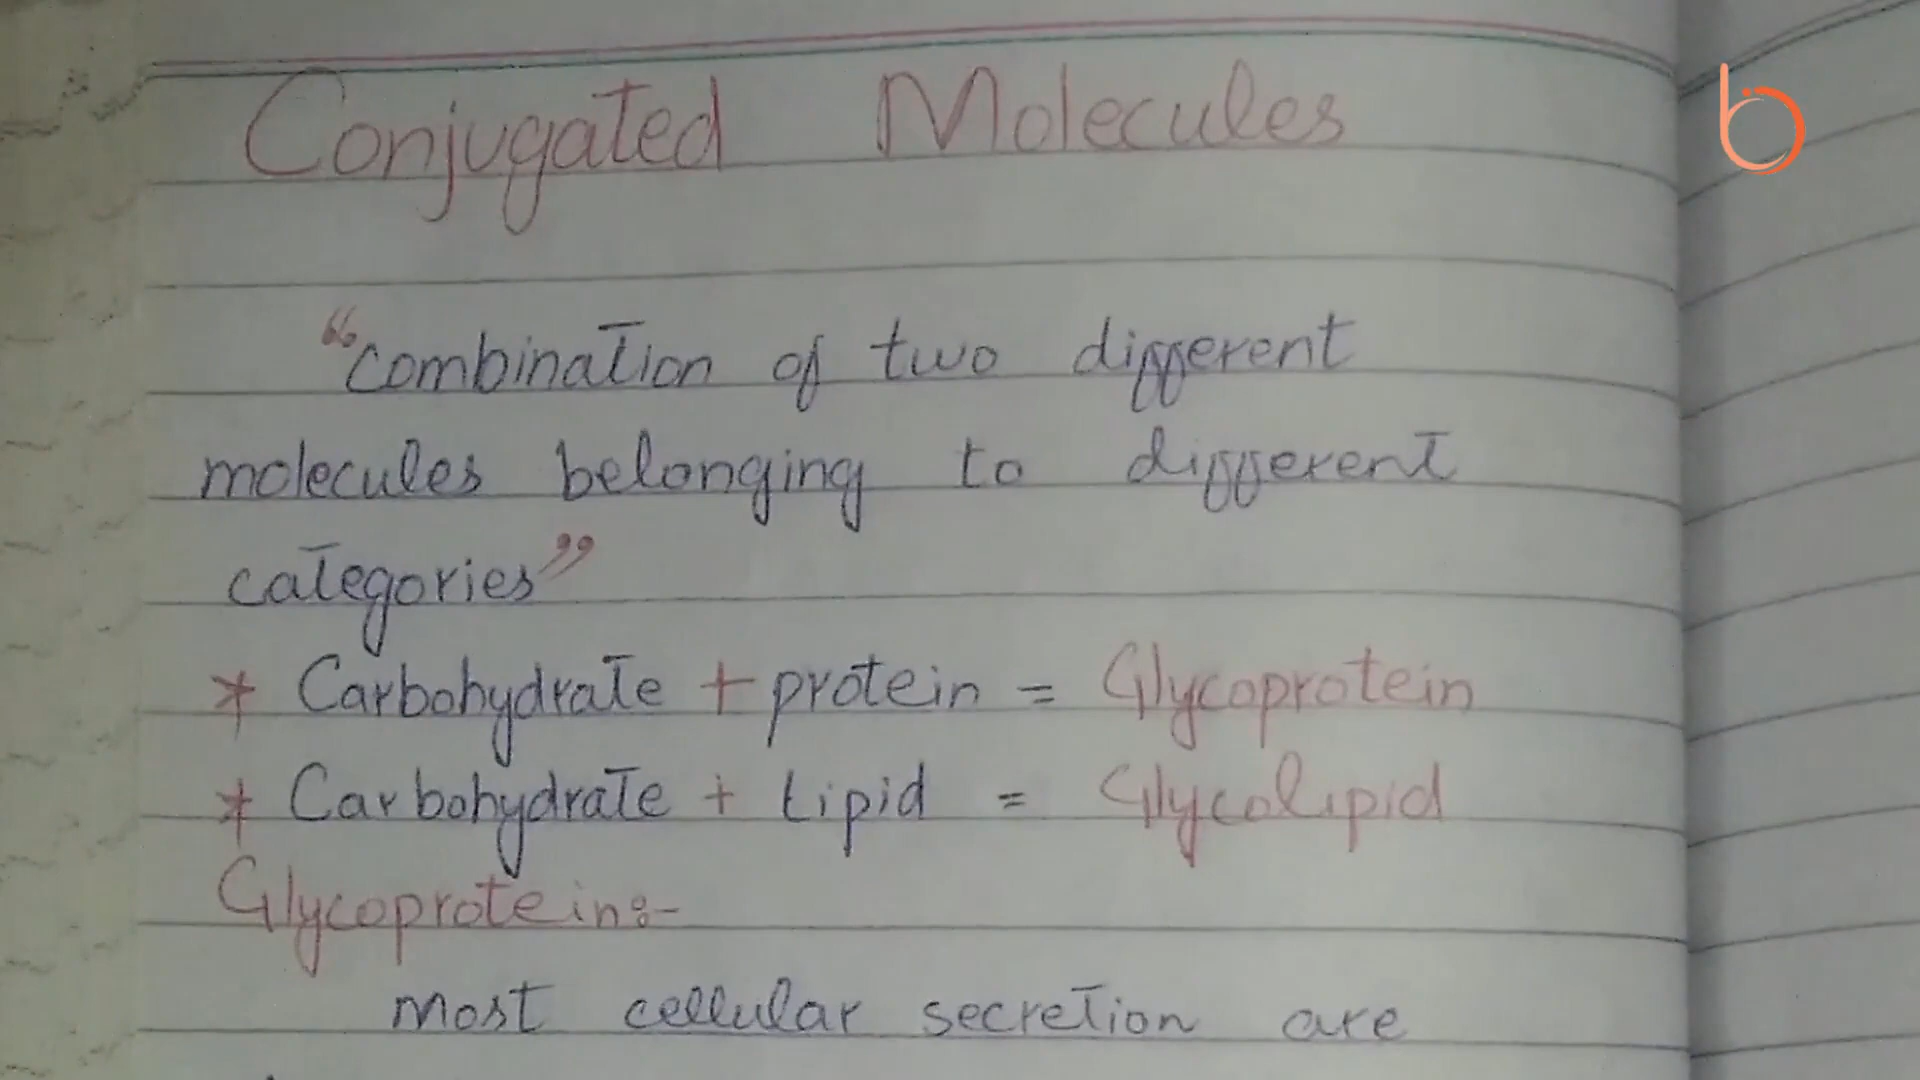 Conjugated Molecules
“combination of two different
molecules belonging to different
categories”
* Carbohydrate + protein = Glycoprotein
* Carbohydrate + Lipid = Glycolipid
Glycoprotein:-
Most cellular secretion are